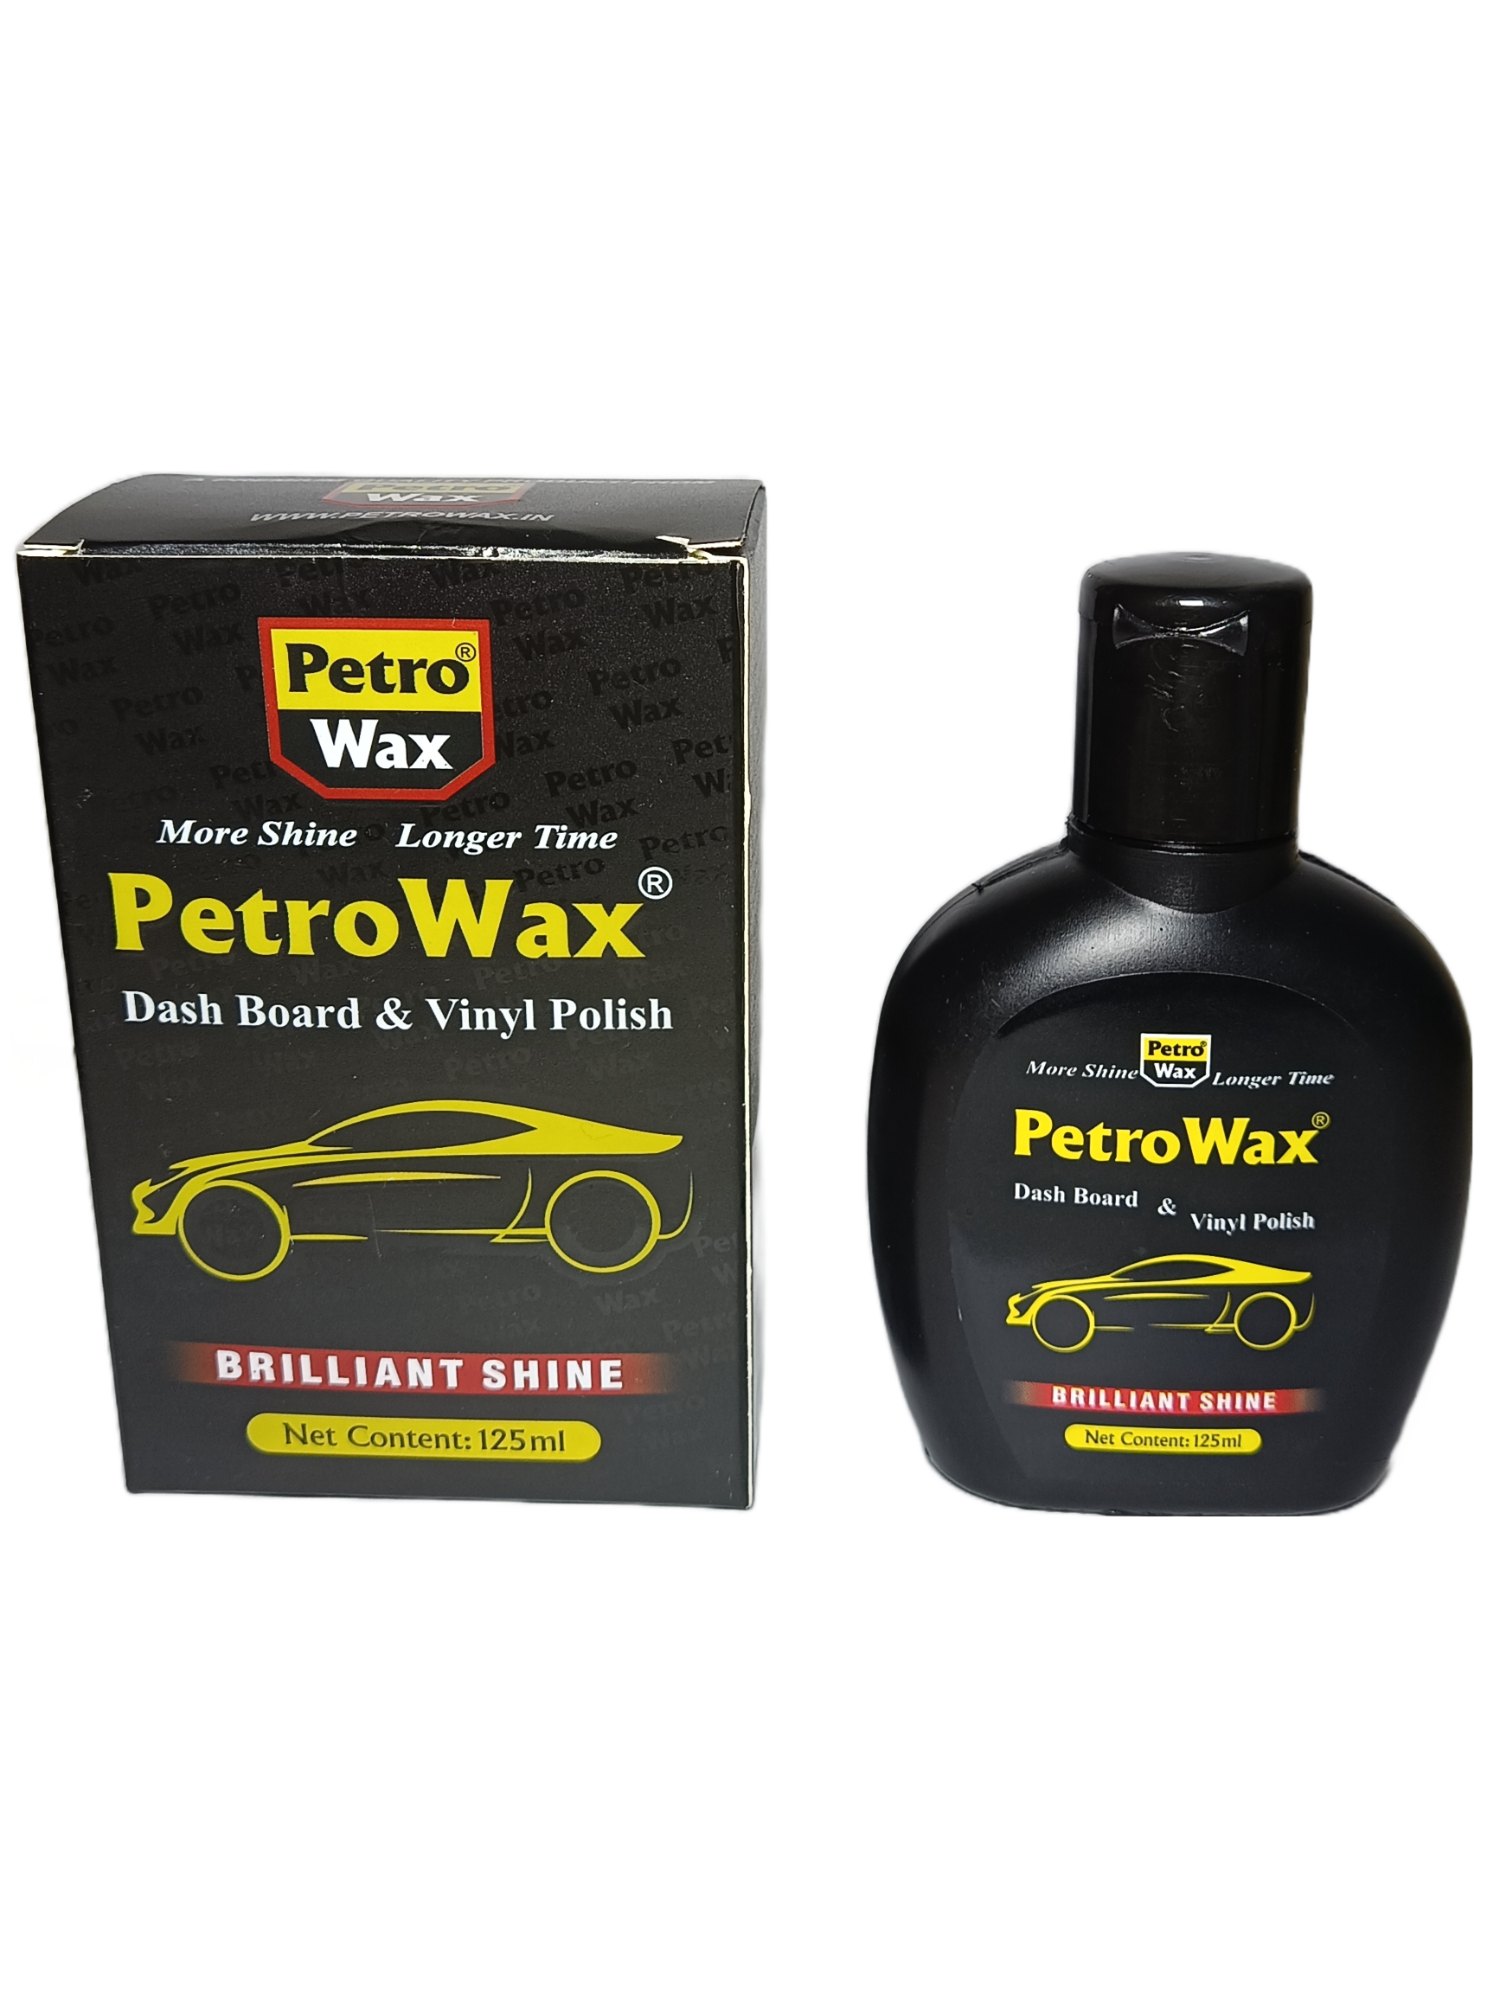 Wax
WWW.PETROWAX.IN
Petro®
Wax
More Shine Longer Time
PetroWax®
Dash Board & Vinyl Polish
BRILLIANT SHINE
Net Content: 125ml
Petro®
Wax
More Shine Longer Time
PetroWax®
Dash Board & Vinyl Polish
BRILLIANT SHINE
Net Content: 125ml